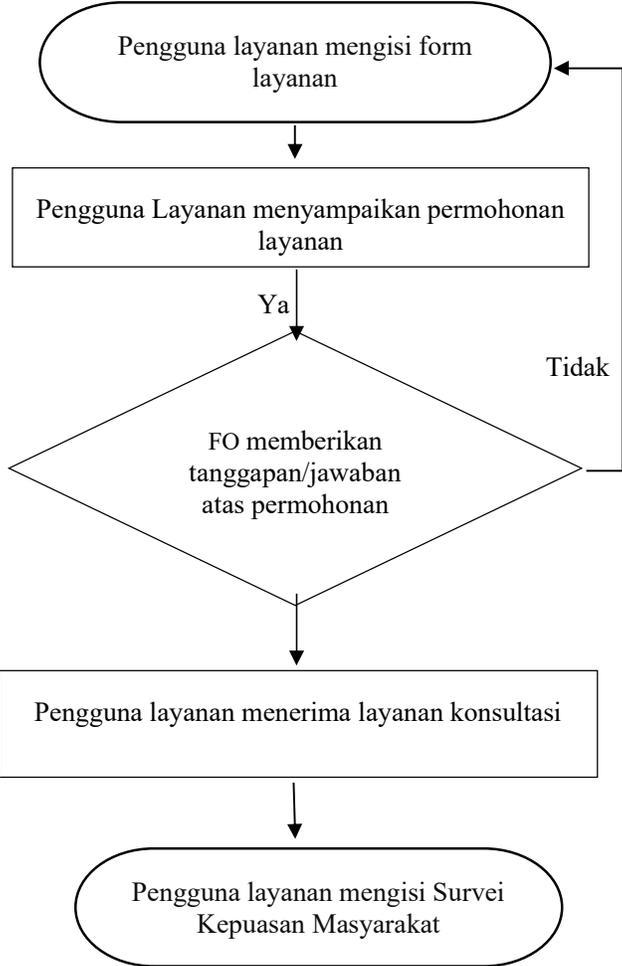 Pengguna layanan mengisi form
layanan
Pengguna Layanan menyampaikan permohonan
layanan
Ya
Tidak
FO memberikan
tanggapan/jawaban
atas permohonan
Pengguna layanan menerima layanan konsultasi
Pengguna layanan mengisi Survei
Kepuasan Masyarakat